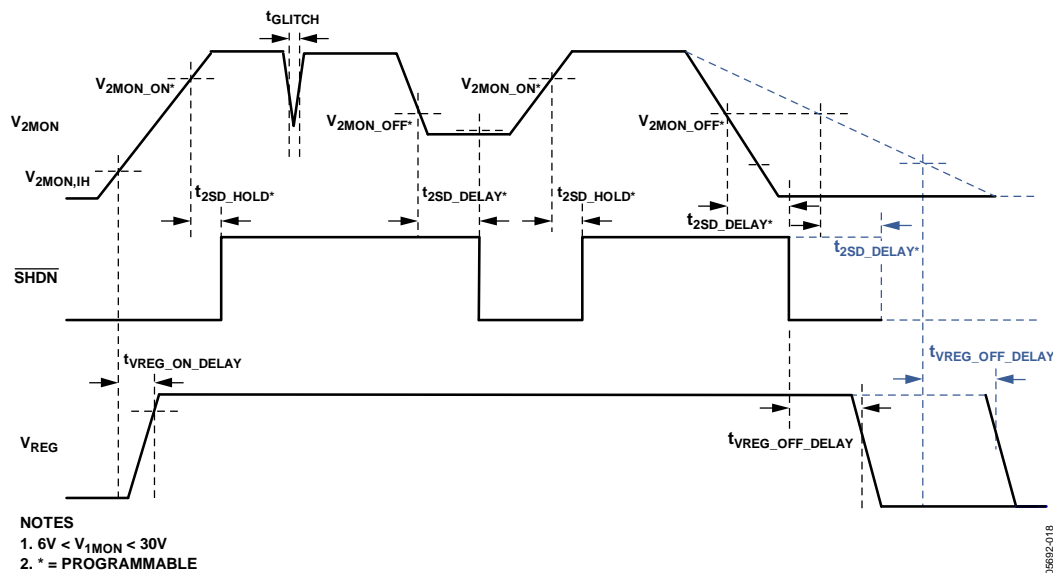 tGLITCH
V2MON_ON*
V2MON_ON*
V2MON
V2MON_OFF*
V2MON_OFF*
V2MON,IH
t2SD_HOLD*
t2SD_DELAY*
t2SD_HOLD*
t2SD_DELAY*
t2SD_DELAY*
SHDN
tVREG_ON_DELAY
tVREG_OFF_DELAY
VREG
tVREG_OFF_DELAY
NOTES
1. 6V < V1MON < 30V
2. * = PROGRAMMABLE
05692-018